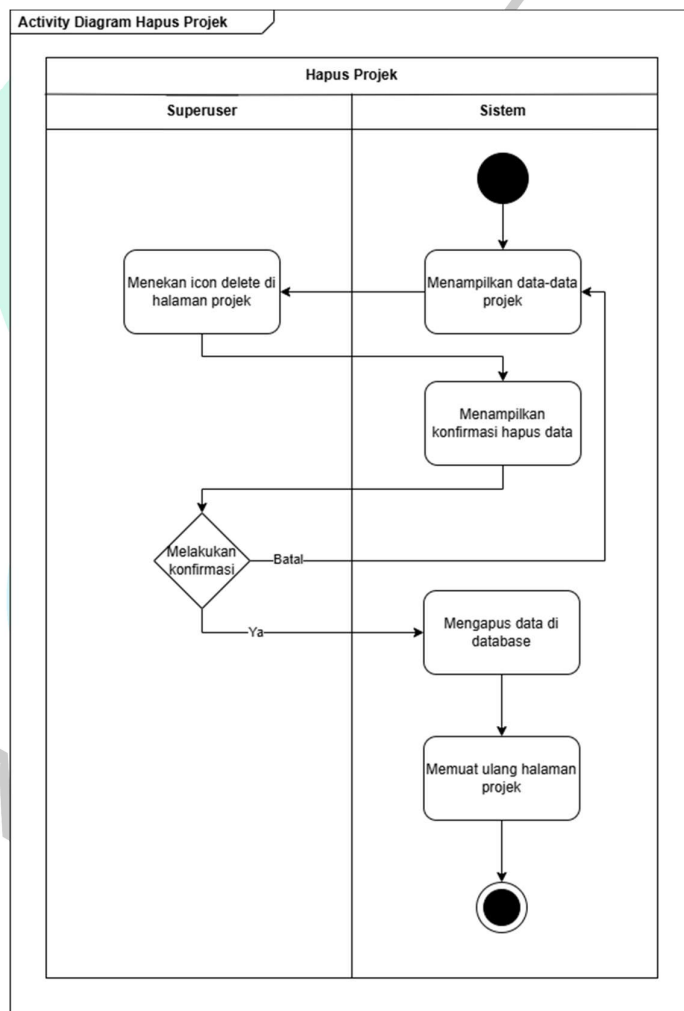 Activity Diagram Hapus Projek
Hapus Projek
Superuser
Sistem
Menekan icon delete di
halaman projek
Menampilkan data-data
projek
Menampilkan
konfirmasi hapus data
Melakukan
konfirmasi
Batal
Ya
Mengapus data di
database
Memuat ulang halaman
projek